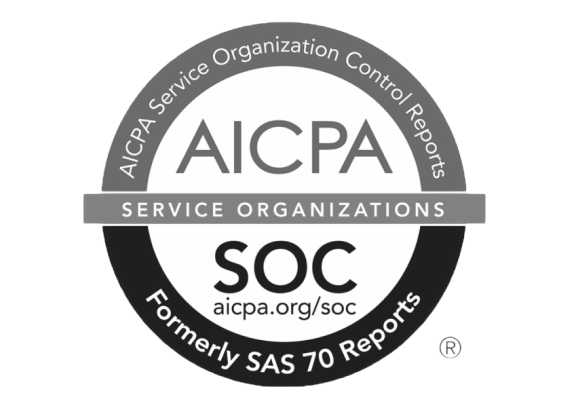 AICPA Service Organization Control Reports
AICPA
SERVICE ORGANIZATIONS
SOC
aicpa.org/soc
Formerly SAS 70 Reports
®